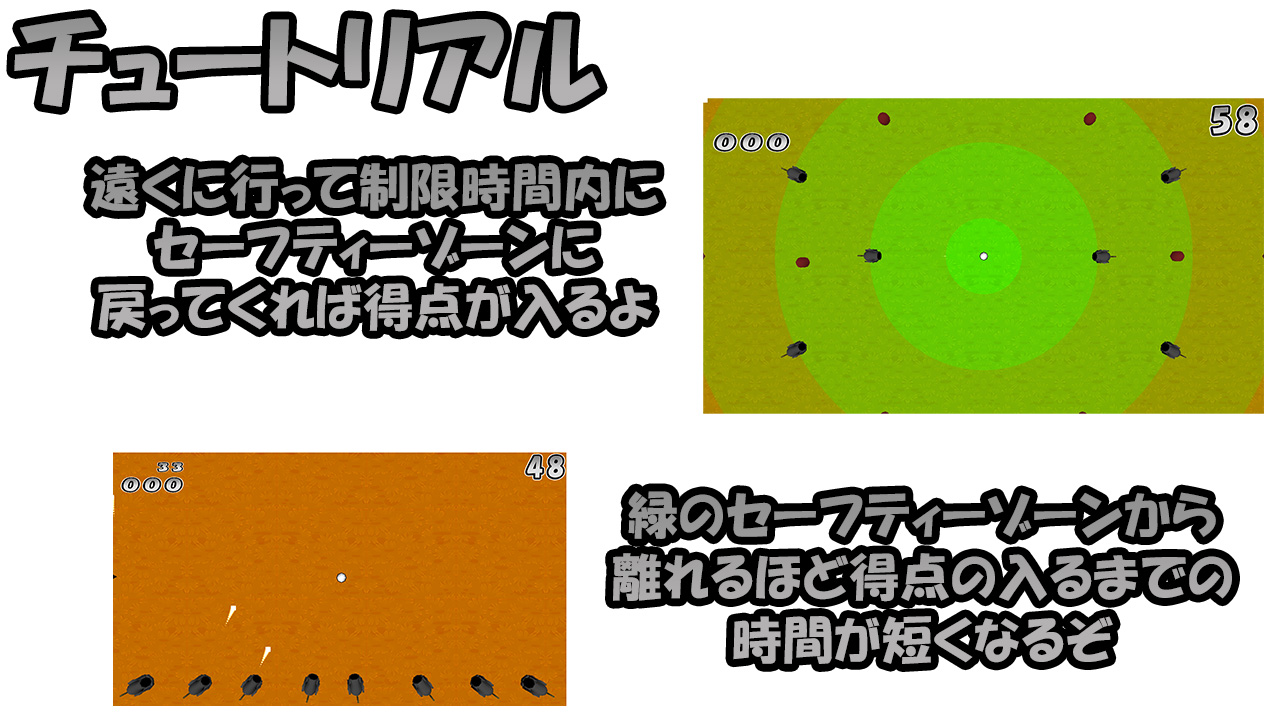 チュートリアル
遠くに行って制限時間内に
セーフティーゾーンに
戻ってくれば得点が入るよ
000
58
33
000
48
緑のセーフティーゾーンから
離れるほど得点の入るまでの
時間が短くなるぞ